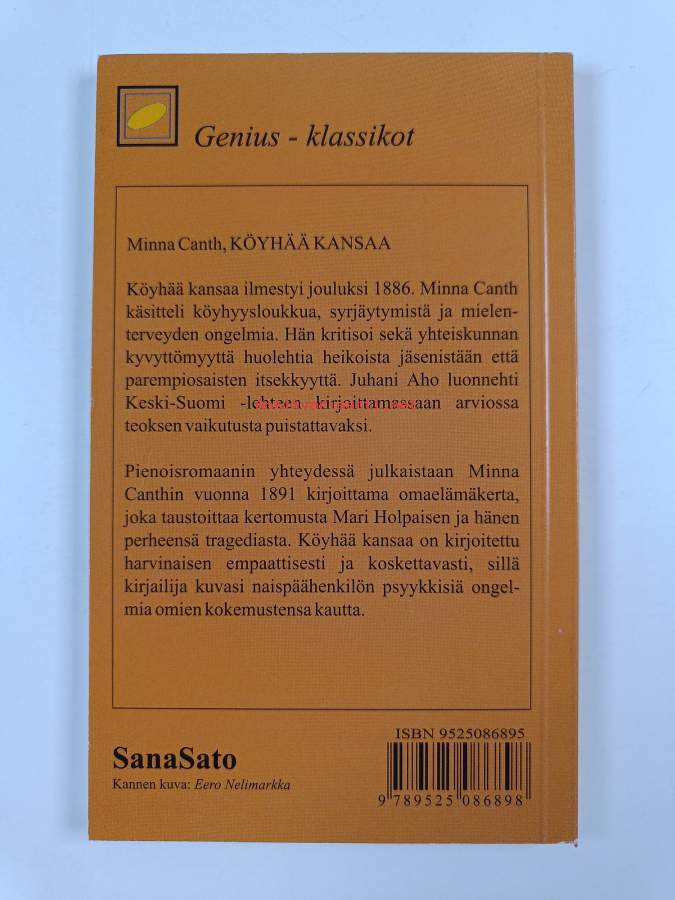 Genius - klassikot
Minna Canth, KÖYHÄÄ KANSAA
Köyhää kansaa ilmestyi jouluksi 1886. Minna Canth
käsitteli köyhyysloukkua, syrjäytymistä ja mielen-
terveyden ongelmia. Hän kritisoi sekä yhteiskunnan
kyvyttömyyttä huolehtia heikoista jäsenistään että
parempiosaisten itsekkyyttä. Juhani Aho luonnehti
Keski-Suomi -lehteen kirjoittamassaan arviossa
teoksen vaikutusta puistattavaksi.
Pienoisromaanin yhteydessä julkaistaan Minna
Canthin vuonna 1891 kirjoittama omaelämäkerta,
joka taustoittaa kertomusta Mari Holpaisen ja hänen
perheensä tragediasta. Köyhää kansaa on kirjoitettu
harvinaisen empaattisesti ja koskettavasti, sillä
kirjailija kuvasi naispäähenkilön psyykkisiä ongel-
mia omien kokemustensa kautta.
SanaSato
Kannen kuva: Eero Nelimarkka
ISBN 9525086895
9 789525 086898